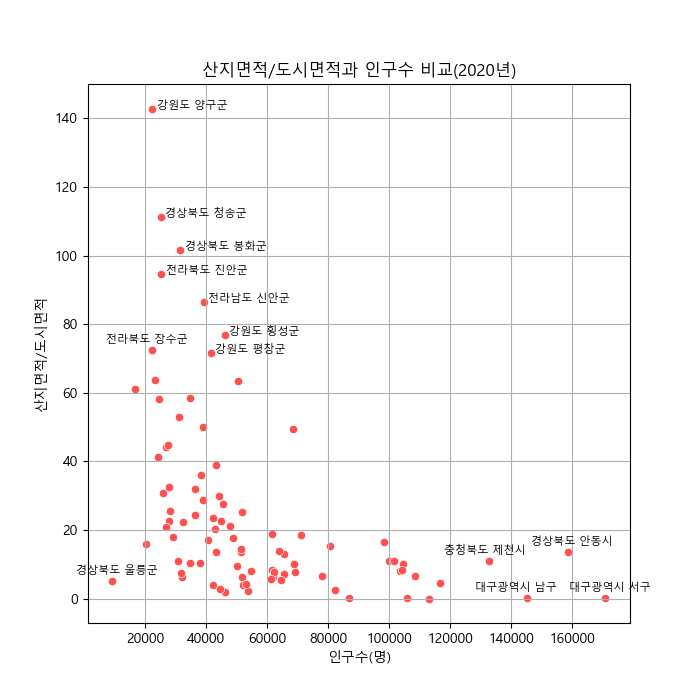 산지면적/도시면적과 인구수 비교(2020년)
산지면적/도시면적
140
120
100
80
60
40
20
0
강원도 양구군
경상북도 청송군
경상북도 봉화군
전라북도 진안군
전라남도 신안군
강원도 횡성군
전라북도 장수군
강원도 평창군
경상북도 안동시
충청북도 제천시
경상북도 울릉군
대구광역시 남구
대구광역시 서구
20000 40000 60000 80000 100000 120000 140000 160000
인구수(명)